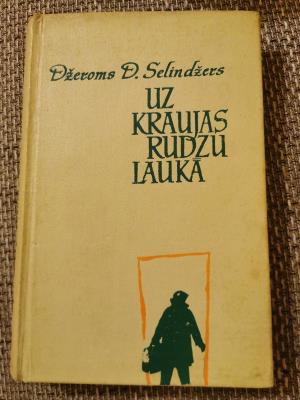 Džeroms D. Selindžers
UZ
KRAUJAS
RUDZU
LAUKĀ